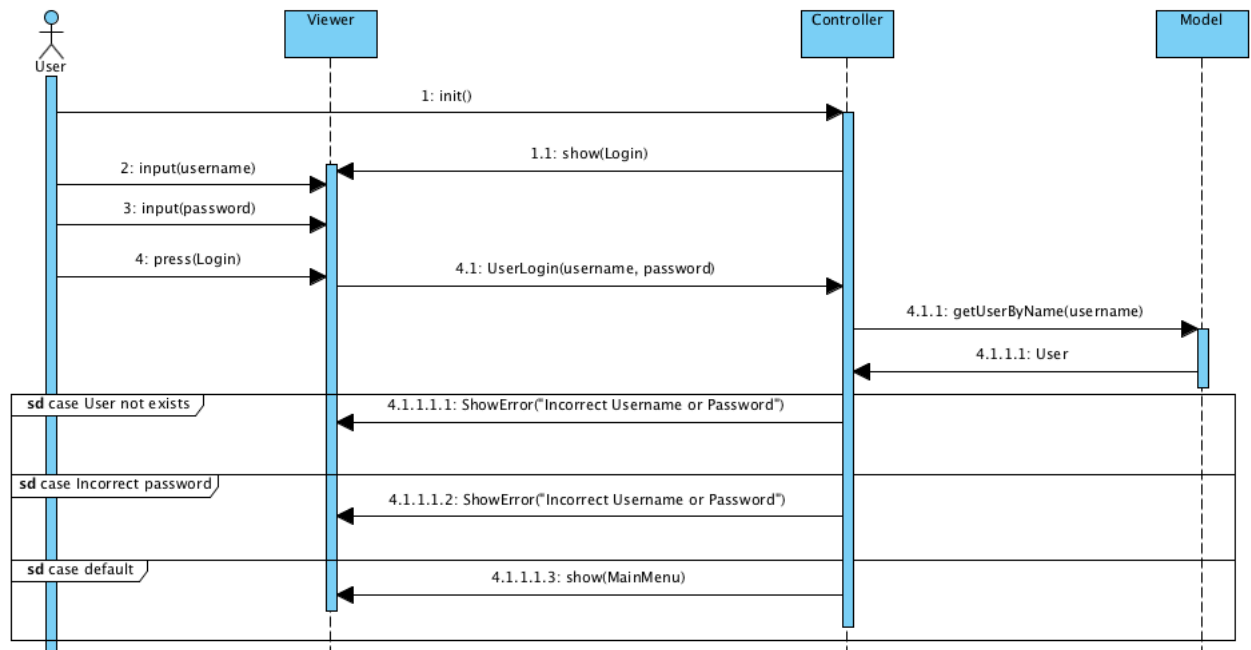 Viewer
Controller
Model
User
1: init()
1.1: show(Login)
2: input(username)
3: input(password)
4: press(Login)
4.1: UserLogin(username, password)
4.1.1: getUserByName(username)
4.1.1.1: User
sd case User not exists
4.1.1.1.1: ShowError("Incorrect Username or Password")
sd case Incorrect password
4.1.1.1.2: ShowError("Incorrect Username or Password")
sd case default
4.1.1.1.3: show(MainMenu)